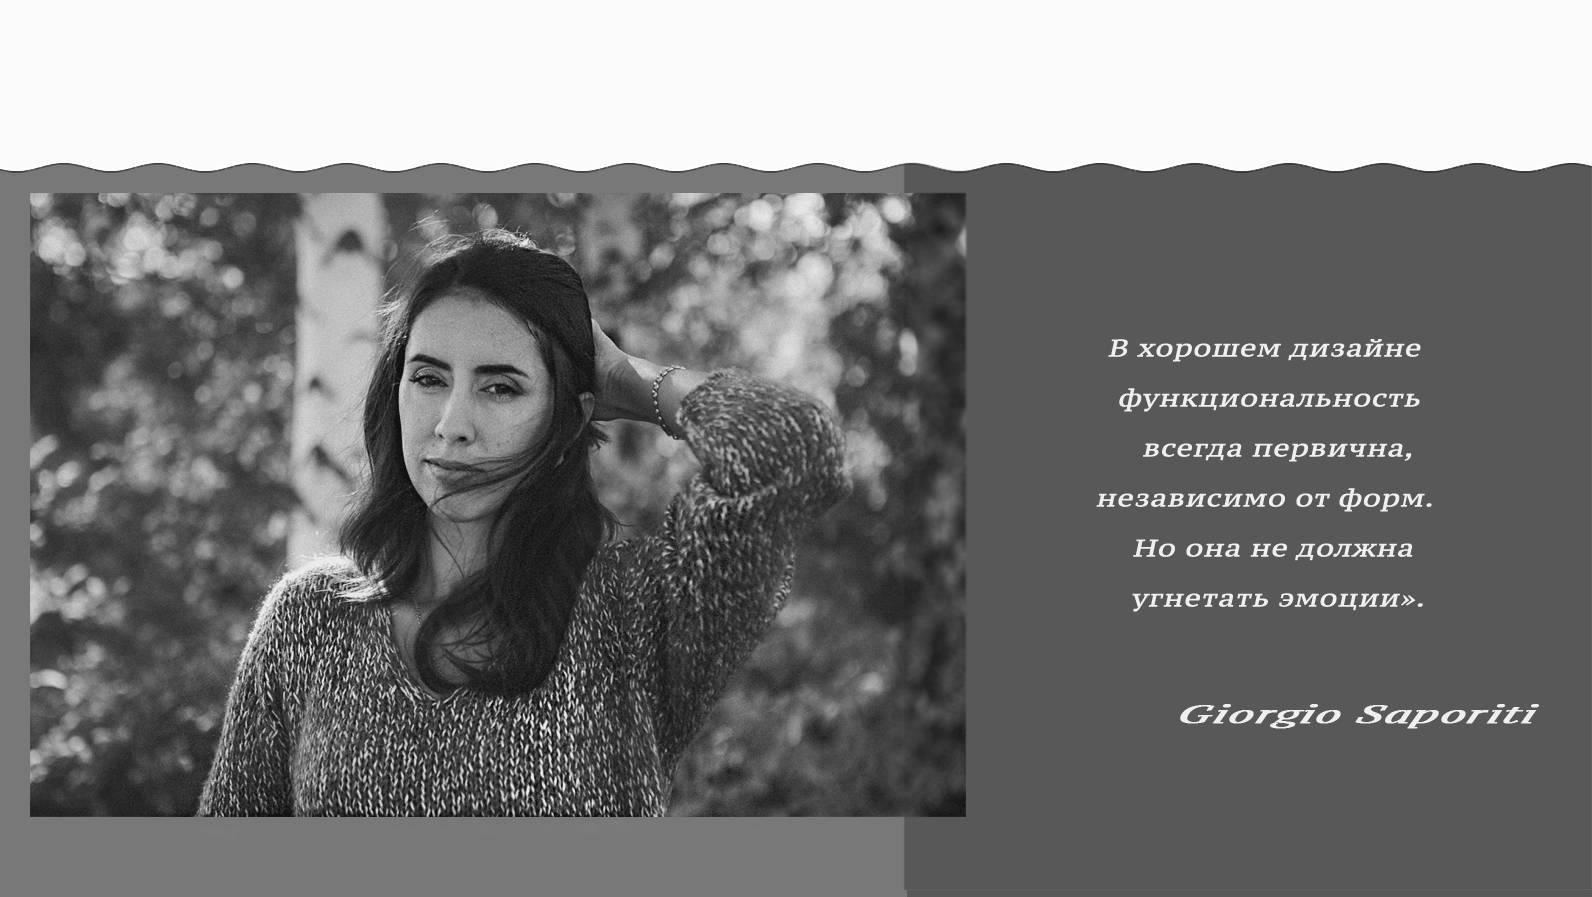 В хорошем дизайне
функциональность
всегда первична,
независимо от форм.
Но она не должна
угнетать эмоции».
Giorgio Saporiti